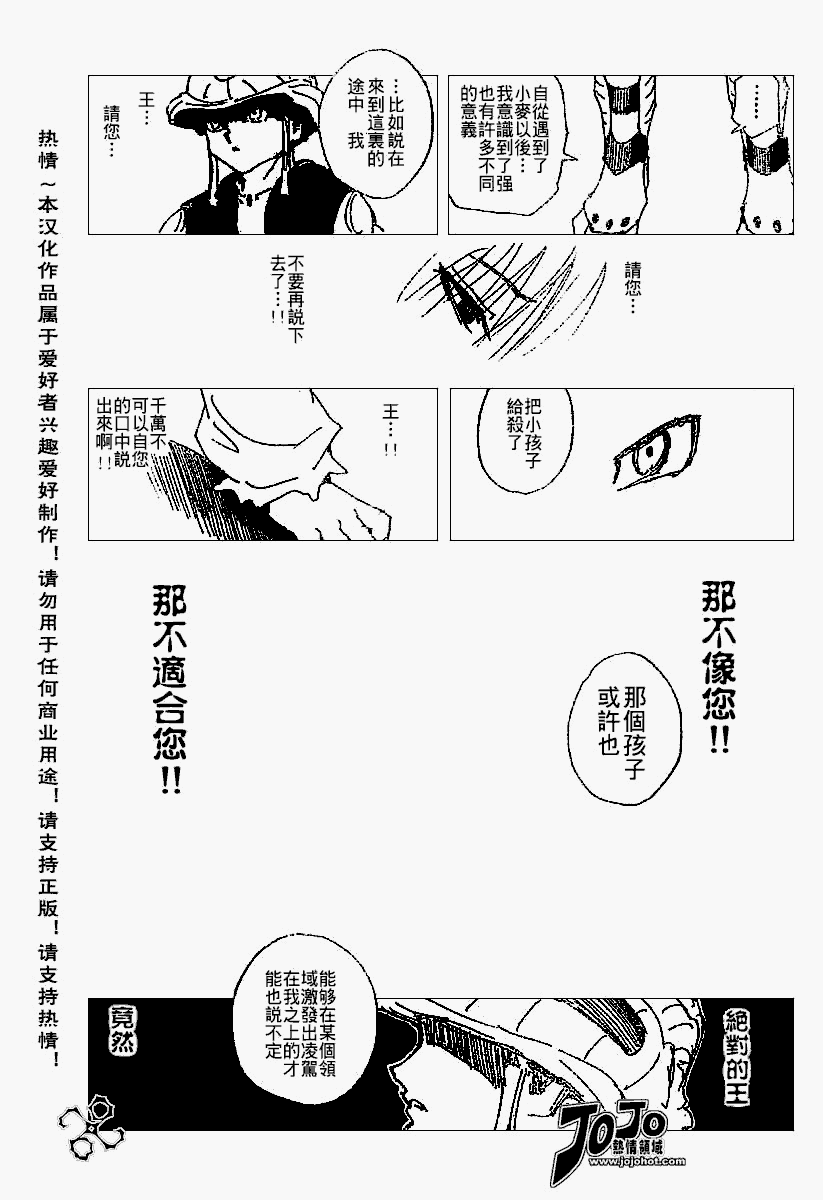 ……
自從遇到了
小麥以後…
我意識到了强
也有許多不同
的意義
…比如説在
來到這裏的
途中 我
王…
請您…
請您…
不要再説下
去了…!!
把小孩子
給殺了
王…!!
千萬不
可以自您
的口中説
出來啊!!
那不像您!!
那個孩子
或許也
那不適合您!!
絕對的王
能够在某個領
域激發出凌駕
在我之上的才
能也説不定
竟然
热情~本汉化作品属于爱好者兴趣爱好制作!请勿用于任何商业用途!请支持正版!请支持热情!
JOJO
熱情領域
www.jojohot.com